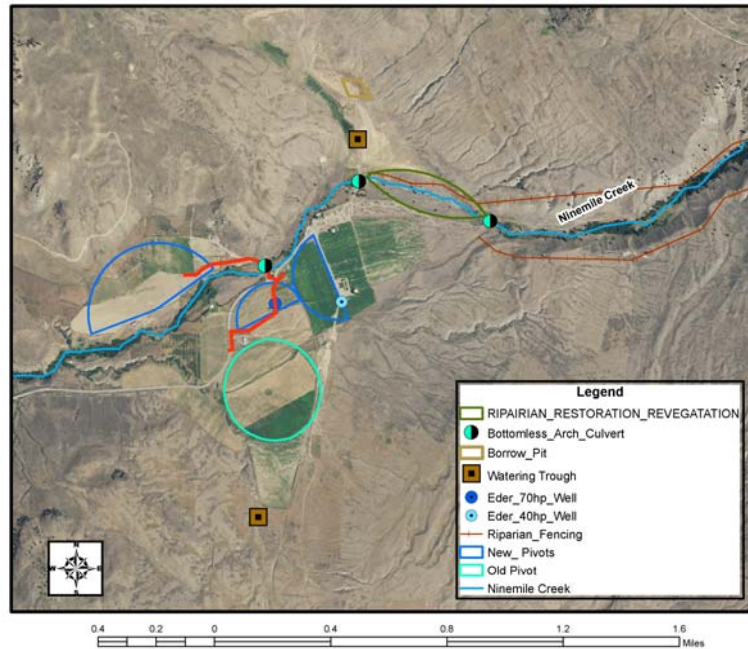 Ninemile Creek
Legend
RIPAIRIAN_RESTORATION_REVEGATATION
Bottomless_Arch_Culvert
Borrow_Pit
Watering Trough
Eder_70hp_Well
Eder_40hp_Well
Riparian_Fencing
New_ Pivots
Old Pivot
Ninemile Creek
N
W E
S
0.4 0.2 0 0.4 0.8 1.2 1.6
Miles